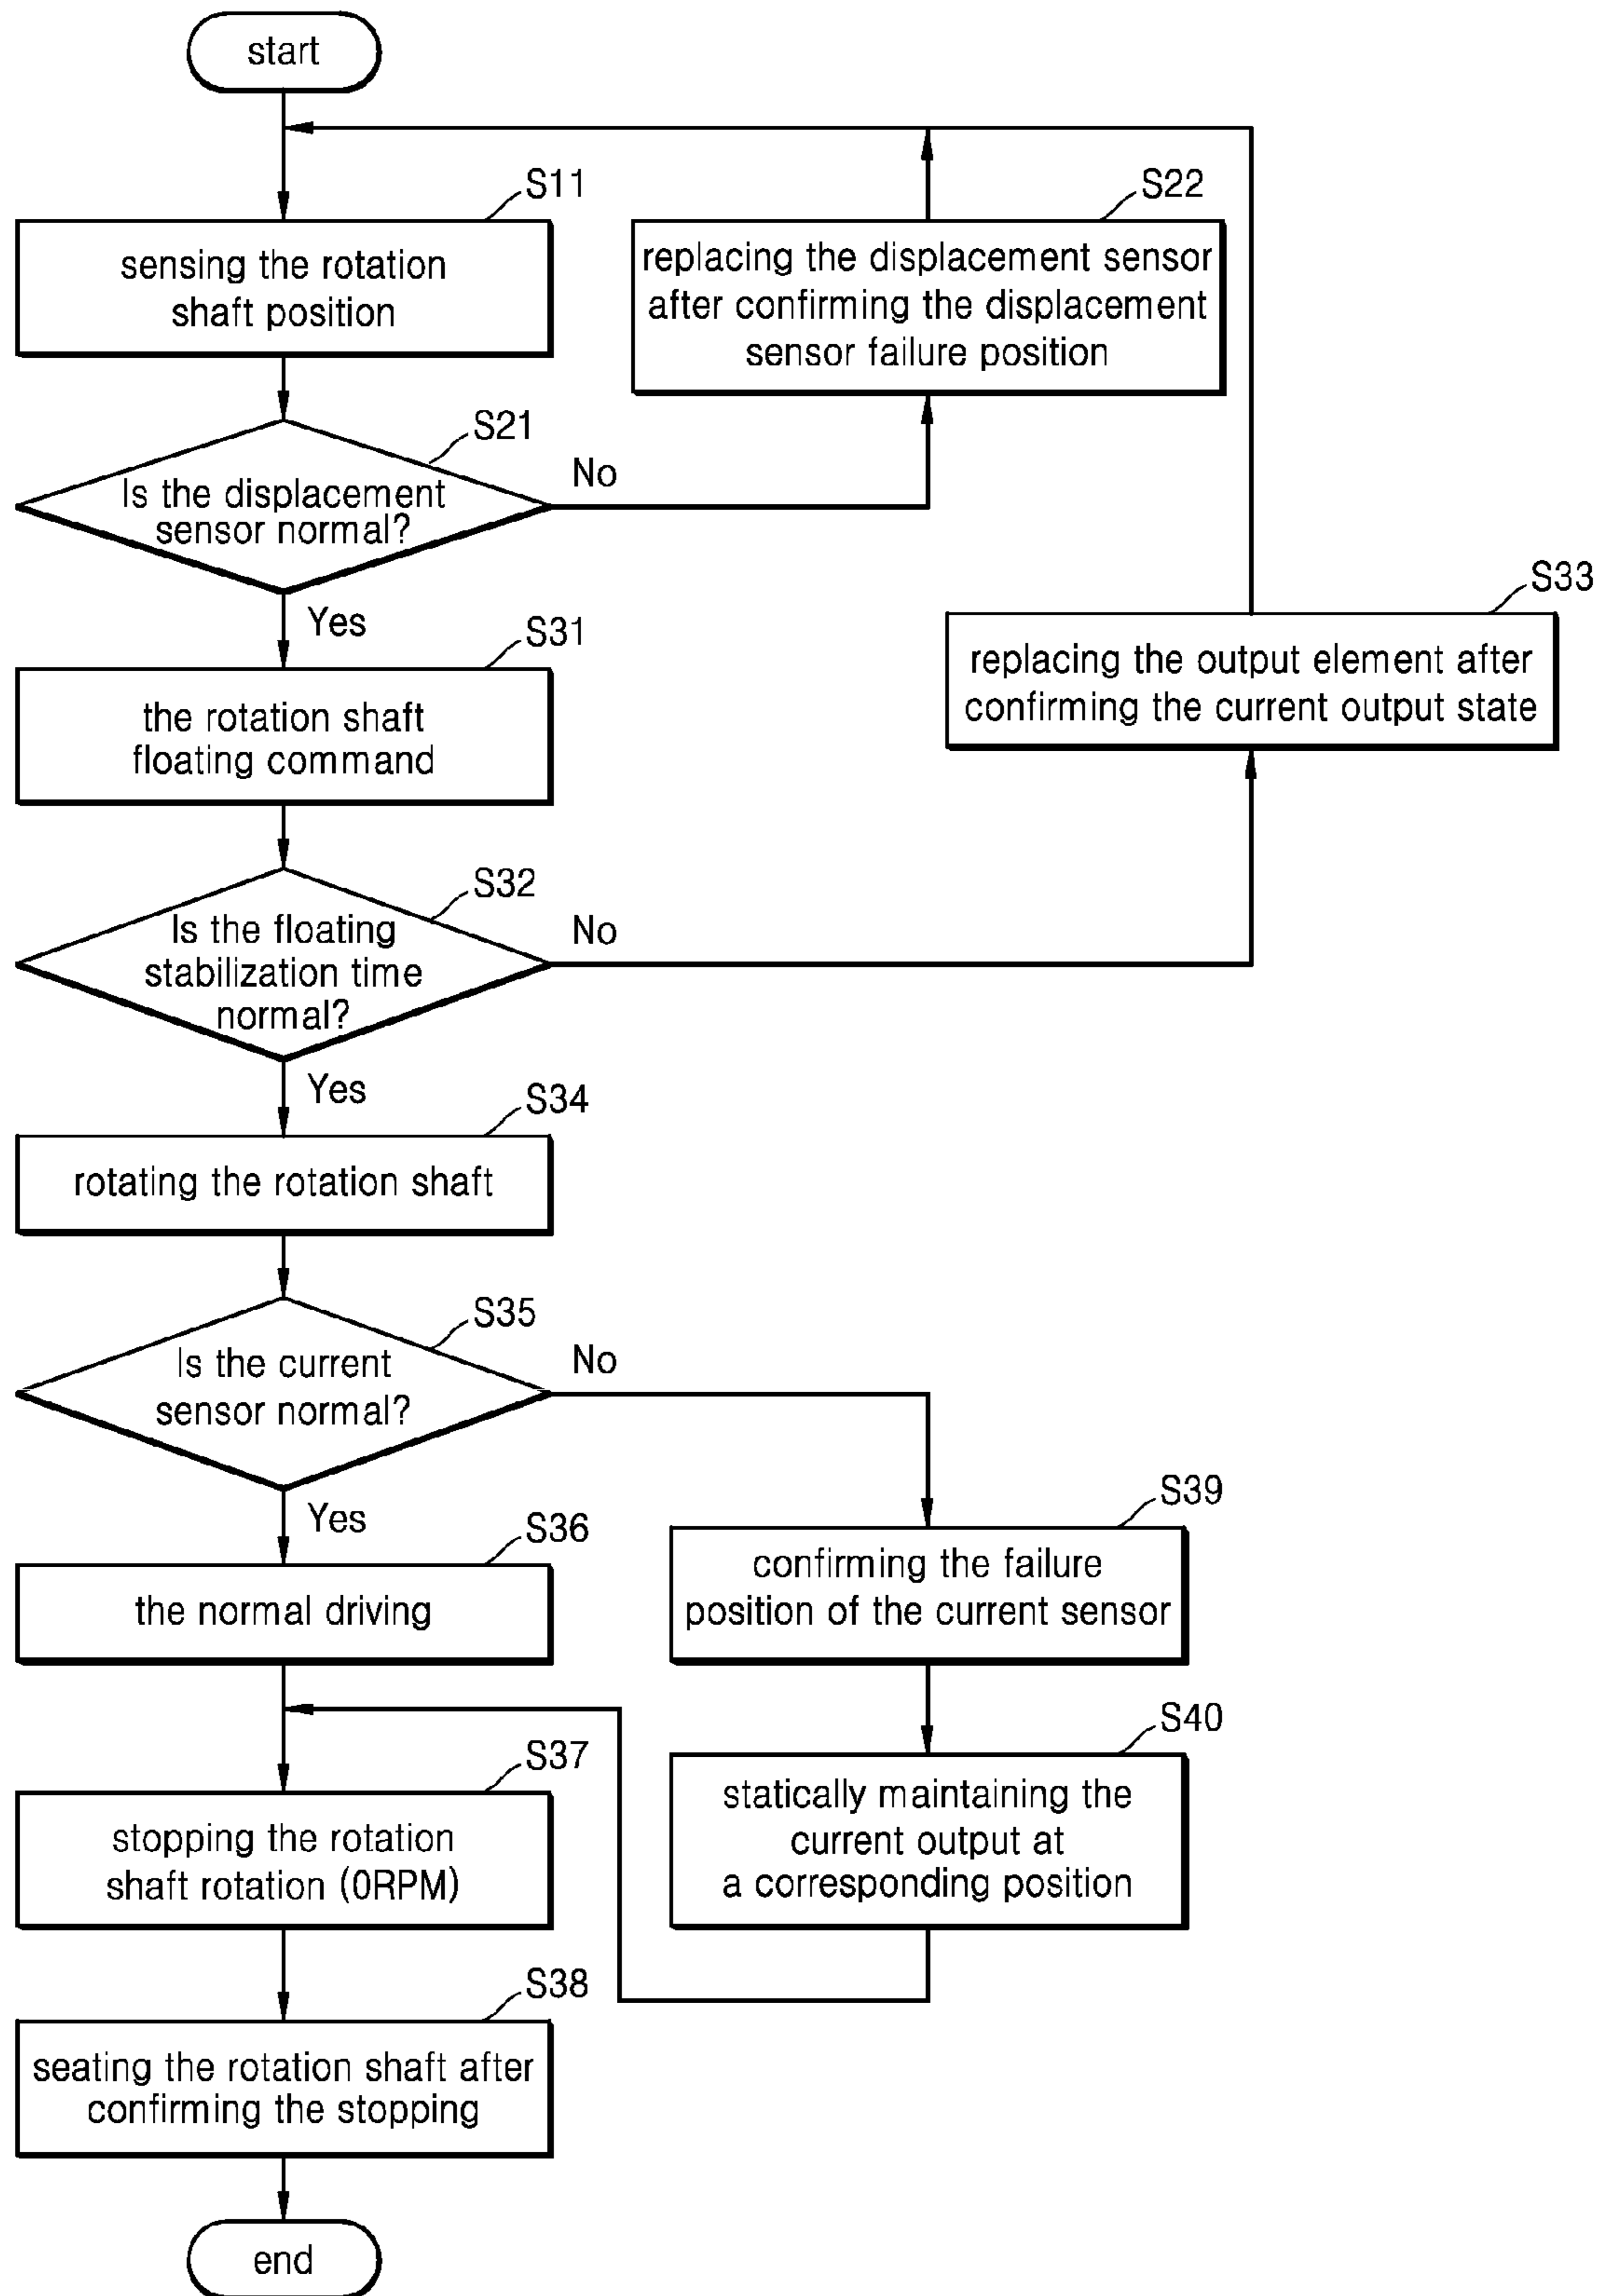 start
S11
sensing the rotation
shaft position
S22
replacing the displacement sensor
after confirming the displacement
sensor failure position
S21
Is the displacement
sensor normal?
No
Yes
S31
the rotation shaft
floating command
S33
replacing the output element after
confirming the current output state
S32
Is the floating
stabilization time
normal?
No
Yes
S34
rotating the rotation shaft
S35
Is the current
sensor normal?
No
Yes
S36
the normal driving
S39
confirming the failure
position of the current sensor
S37
stopping the rotation
shaft rotation (0RPM)
S40
statically maintaining the
current output at
a corresponding position
S38
seating the rotation shaft after
confirming the stopping
end